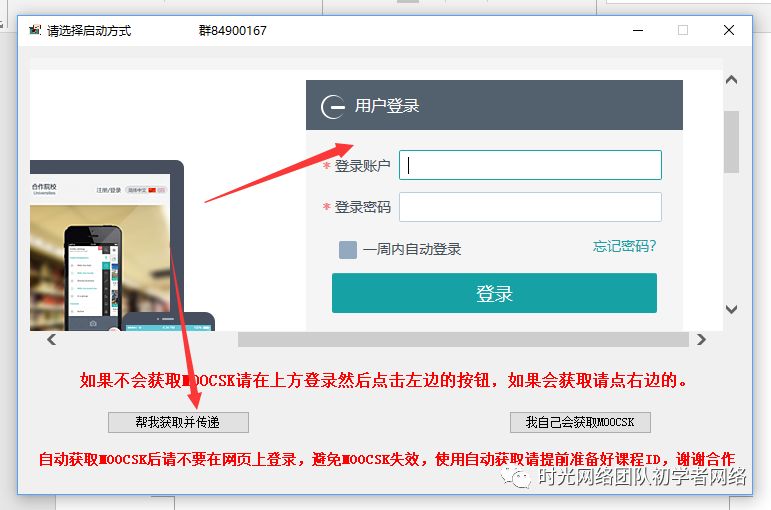 请选择启动方式 群84900167
用户登录
* 登录账户
* 登录密码
一周内自动登录 忘记密码?
登录
合作院校 注册/登录 简体中文
Universities
如果不会获取MOOCSK请在上方登录然后点击左边的按钮，如果会获取请点右边的。
帮我获取并传递 我自己会获取MOOCSK
自动获取MOOCSK后请不要在网页上登录，避免MOOCSK失效，使用自动获取请提前准备好课程ID，谢谢合作
时光网络团队初学者网络